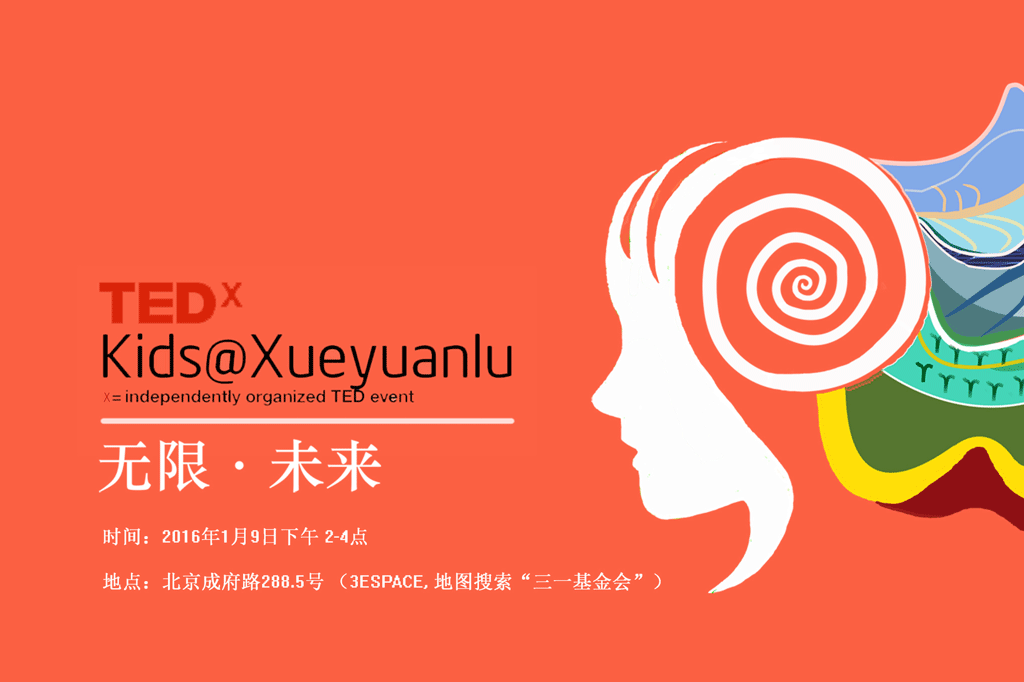 TEDx
Kids@Xueyuanlu
x = independently organized TED event
无限 · 未来
时间：2016年1月9日下午 2-4点
地点：北京成府路288.5号 （3ESPACE, 地图搜索“三一基金会”）